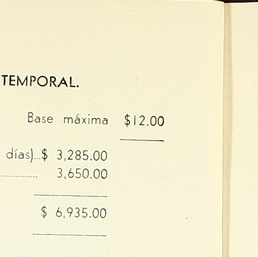 TEMPORAL.
Base máxima $12.00
días)...$ 3,285.00
........... 3,650.00
$ 6,935.00